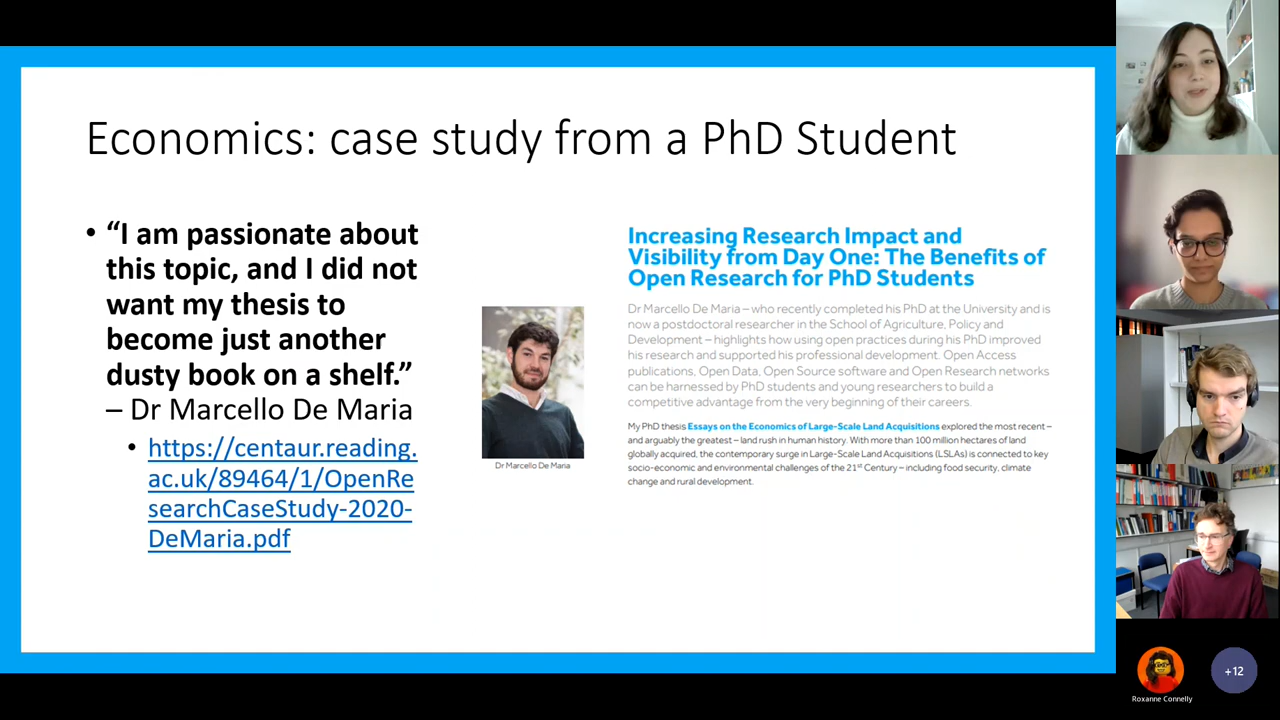 Economics: case study from a PhD Student
• “I am passionate about
this topic, and I did not
want my thesis to
become just another
dusty book on a shelf.”
– Dr Marcello De Maria
• https://centaur.reading.
ac.uk/89464/1/OpenRe
searchCaseStudy-2020-
DeMaria.pdf
Dr Marcello De Maria
Increasing Research Impact and
Visibility from Day One: The Benefits of
Open Research for PhD Students
Dr Marcello De Maria – who recently completed his PhD at the University and is
now a postdoctoral researcher in the School of Agriculture, Policy and
Development – highlights how using open practices during his PhD improved
his research and supported his professional development. Open Access
publications, Open Data, Open Source software and Open Research networks
can be harnessed by PhD students and young researchers to build a
competitive advantage from the very beginning of their careers.
My PhD thesis Essays on the Economics of Large-Scale Land Acquisitions explored the most recent –
and arguably the greatest – land rush in human history. With more than 100 million hectares of land
globally acquired, the contemporary surge in Large-Scale Land Acquisitions (LSLAs) is connected to key
socio-economic and environmental challenges of the 21st Century – including food security, climate
change and rural development.
Roxanne Connelly
+12